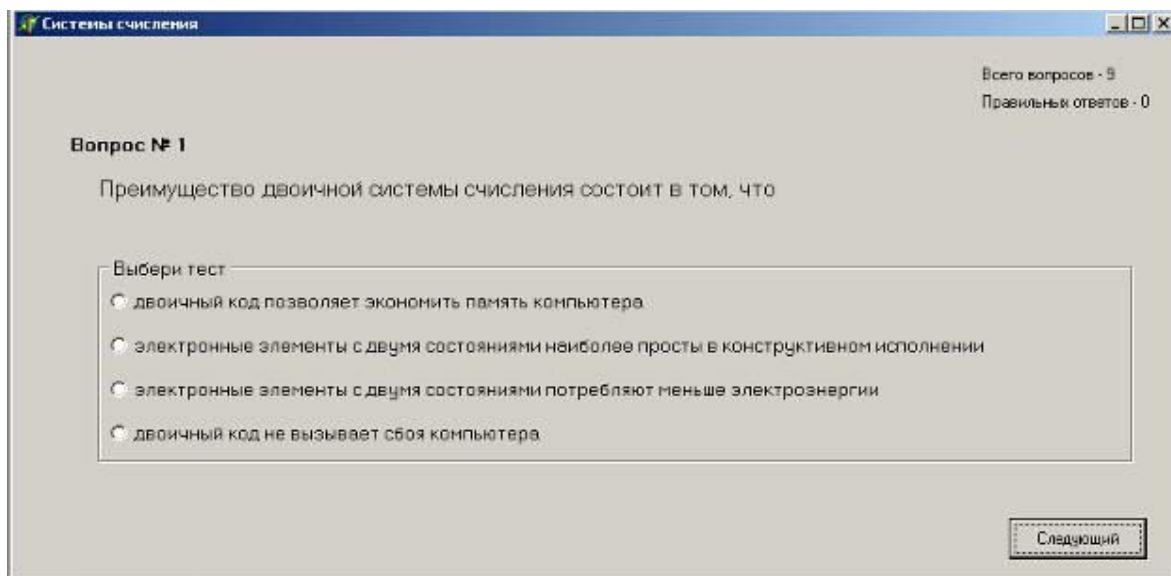 Системы счисления
Всего вопросов - 9
Правильных ответов - 0
Вопрос № 1
Преимущество двоичной системы счисления состоит в том, что
Выбери тест
двоичный код позволяет экономить память компьютера
электронные элементы с двумя состояниями наиболее просты в конструктивном исполнении
электронные элементы с двумя состояниями потребляют меньше электроэнергии
двоичный код не вызывает сбоя компьютера
Следующий